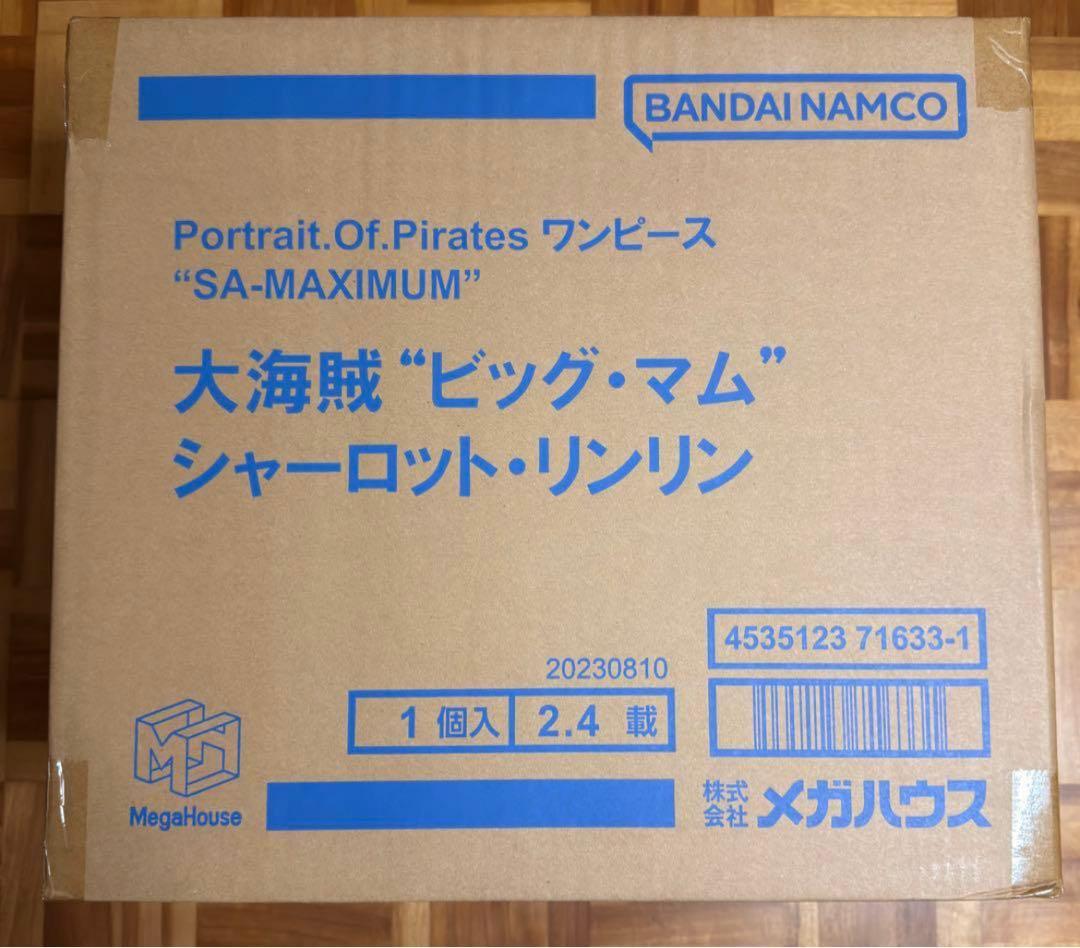 BANDAI NAMCO
Portrait.Of.Pirates ワンピース
“SA-MAXIMUM”
大海賊“ビッグ・マム”
シャーロット・リンリン
4535123 71633-1
20230810
1 個入 2.4 載
MegaHouse
株式会社 メガハウス